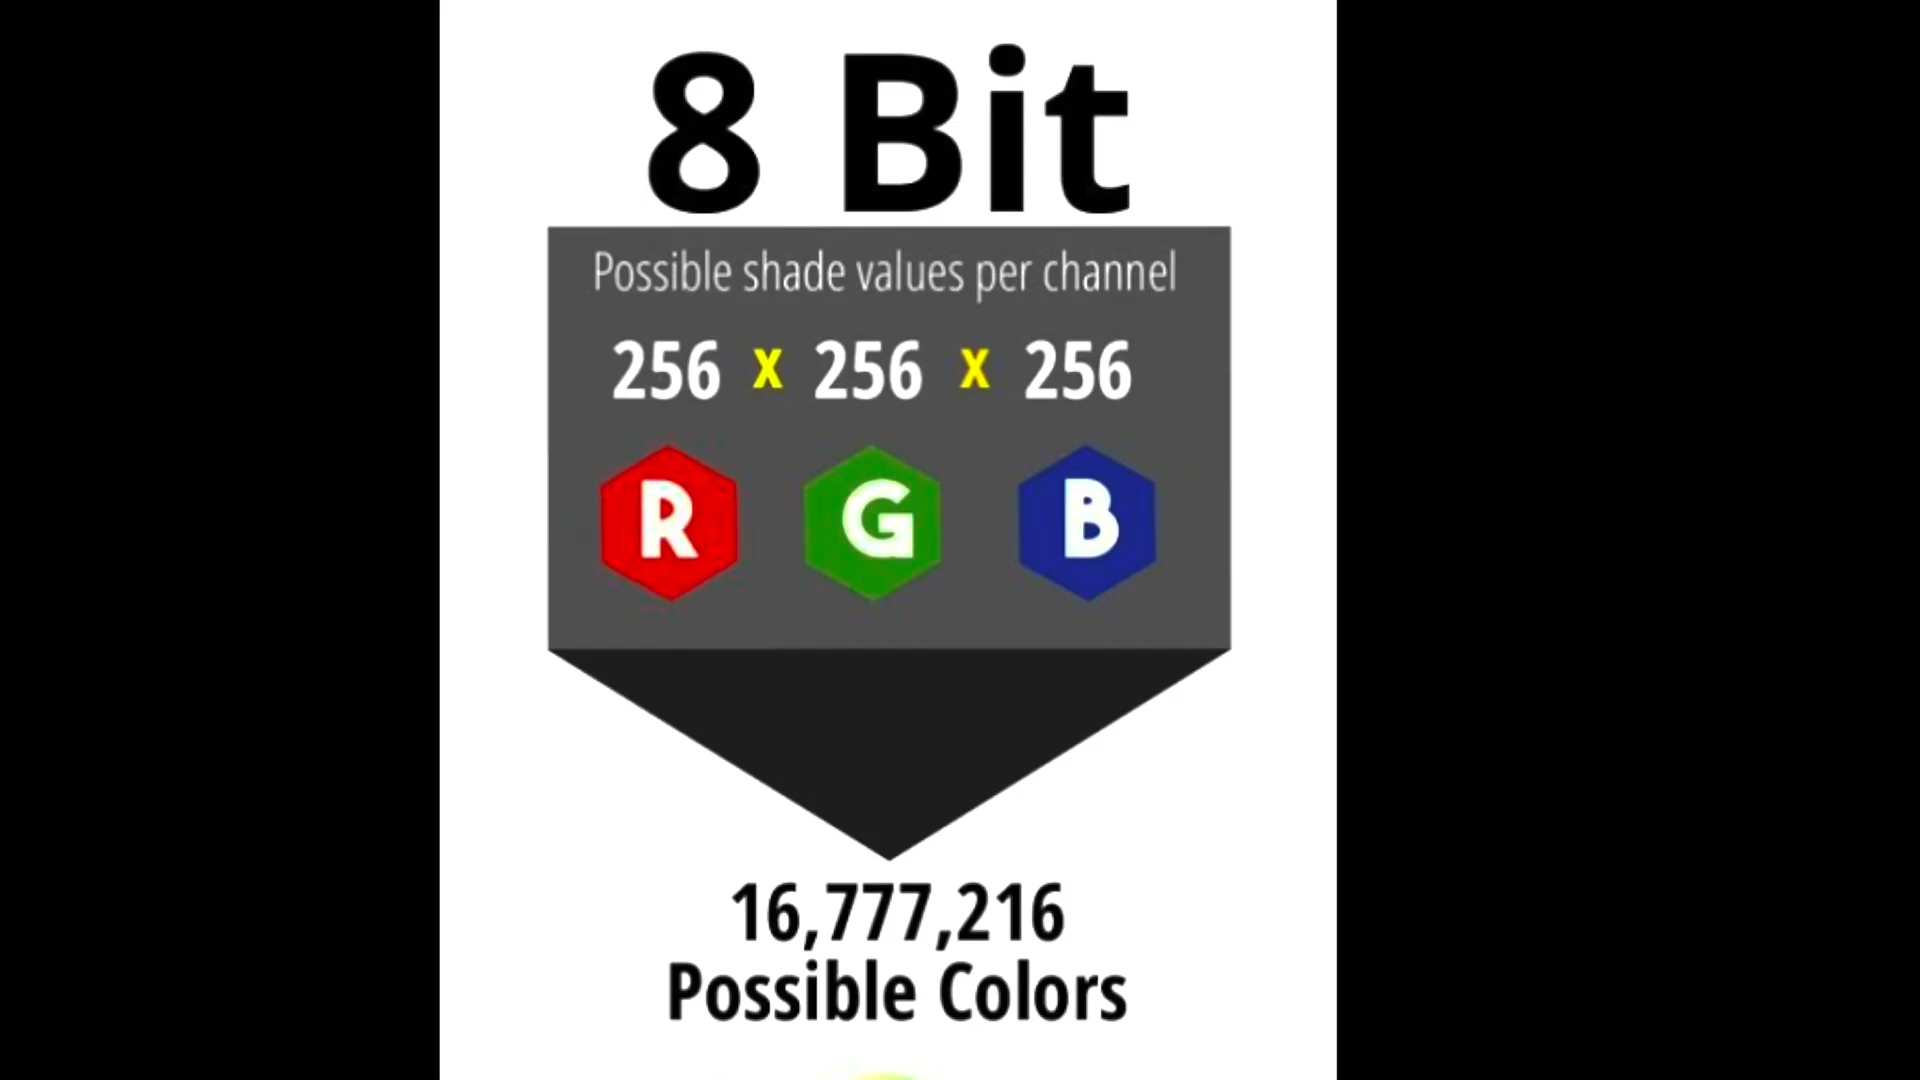 8 Bit
Possible shade values per channel
256 x 256 x 256
R G B
16,777,216
Possible Colors